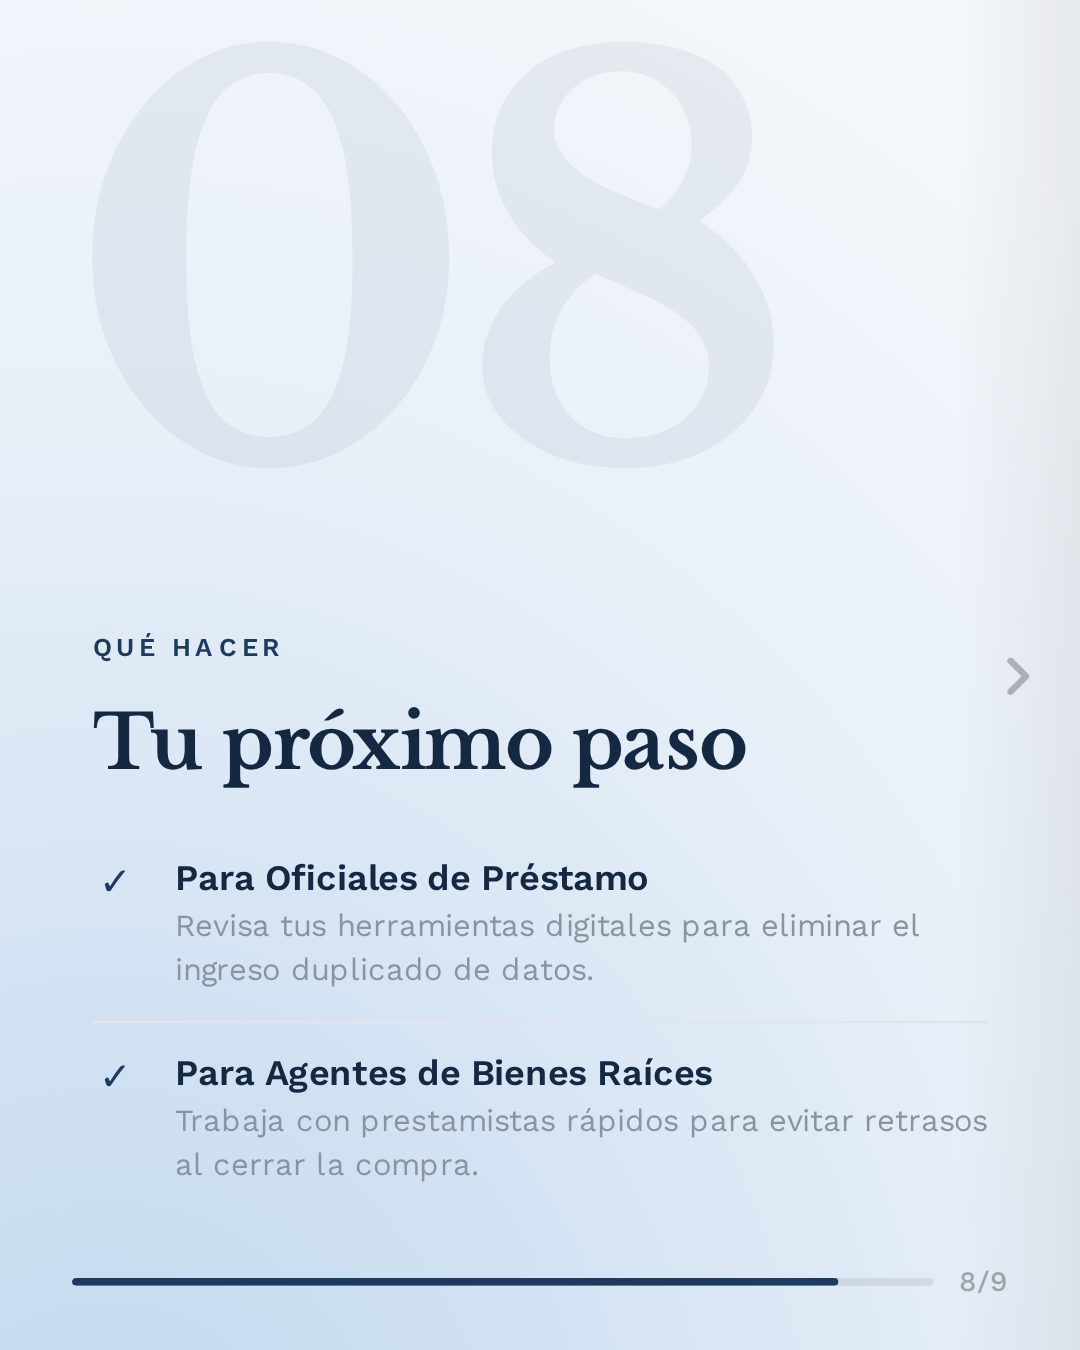 08
QUÉ HACER
Tu próximo paso
✓ Para Oficiales de Préstamo
Revisa tus herramientas digitales para eliminar el
ingreso duplicado de datos.
✓ Para Agentes de Bienes Raíces
Trabaja con prestamistas rápidos para evitar retrasos
al cerrar la compra.
8/9